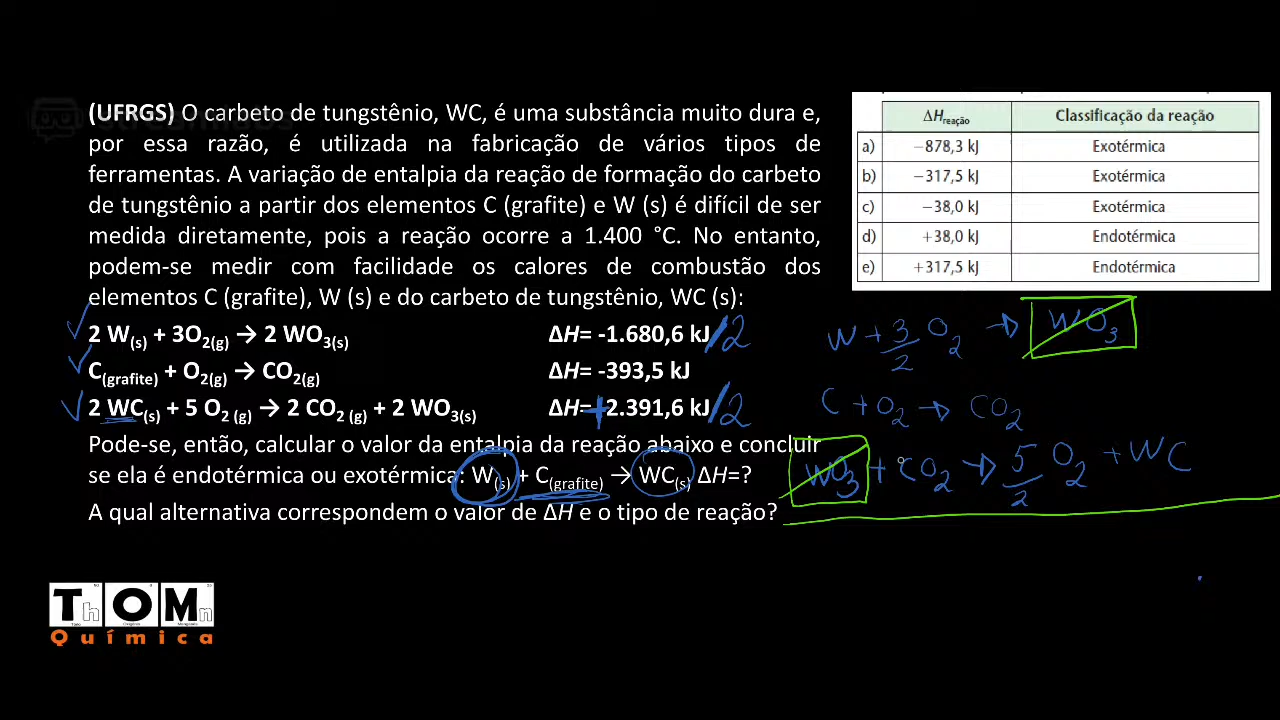 (UFRGS) O carbeto de tungstênio, WC, é uma substância muito dura e,
por essa razão, é utilizada na fabricação de vários tipos de
ferramentas. A variação de entalpia da reação de formação do carbeto
de tungstênio a partir dos elementos C (grafite) e W (s) é difícil de ser
medida diretamente, pois a reação ocorre a 1.400 °C. No entanto,
podem-se medir com facilidade os calores de combustão dos
elementos C (grafite), W (s) e do carbeto de tungstênio, WC (s):
2 W(s) + 3O2(g) → 2 WO3(s) ΔH= -1.680,6 kJ /2
C(grafite) + O2(g) → CO2(g) ΔH= -393,5 kJ
2 WC(s) + 5 O2 (g) → 2 CO2 (g) + 2 WO3(s) ΔH= +2.391,6 kJ /2
Pode-se, então, calcular o valor da entalpia da reação abaixo e concluir
se ela é endotérmica ou exotérmica: W(s) + C(grafite) → WC(s) ΔH=?
A qual alternativa correspondem o valor de ΔH e o tipo de reação?
ΔHreação Classificação da reação
a) −878,3 kJ Exotérmica
b) −317,5 kJ Exotérmica
c) −38,0 kJ Exotérmica
d) +38,0 kJ Endotérmica
e) +317,5 kJ Endotérmica
W + 3/2 O2 → WO3
C + O2 → CO2
WO3 + CO2 → 5/2 O2 + WC
Th O Mn
Química